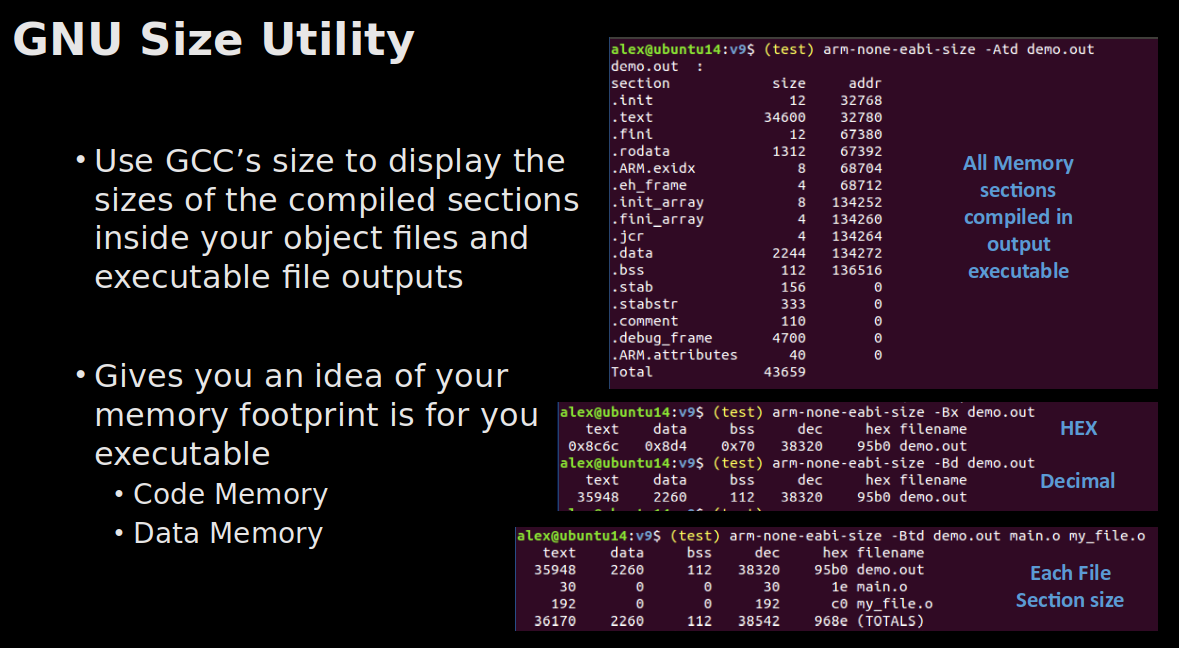 GNU Size Utility
• Use GCC’s size to display the
sizes of the compiled sections
inside your object files and
executable file outputs
• Gives you an idea of your
memory footprint is for you
executable
• Code Memory
• Data Memory
alex@ubuntu14:v9$ (test) arm-none-eabi-size -Atd demo.out
demo.out  :
section size addr
.init 12 32768
.text 34600 32780
.fini 12 67380
.rodata 1312 67392
.ARM.exidx 8 68704
.eh_frame 4 68712
.init_array 8 134252
.fini_array 4 134260
.jcr 4 134264
.data 2244 134272
.bss 112 136516
.stab 156 0
.stabstr 333 0
.comment 110 0
.debug_frame 4700 0
.ARM.attributes 40 0
Total 43659
All Memory
sections
compiled in
output
executable
alex@ubuntu14:v9$ (test) arm-none-eabi-size -Bx demo.out
text data bss dec hex filename
0x8c6c 0x8d4 0x70 38320 95b0 demo.out
HEX
alex@ubuntu14:v9$ (test) arm-none-eabi-size -Bd demo.out
text data bss dec hex filename
35948 2260 112 38320 95b0 demo.out
Decimal
alex@ubuntu14:v9$ (test) arm-none-eabi-size -Btd demo.out main.o my_file.o
text data bss dec hex filename
35948 2260 112 38320 95b0 demo.out
30 0 0 30 1e main.o
192 0 0 192 c0 my_file.o
36170 2260 112 38542 968e (TOTALS)
Each File
Section size